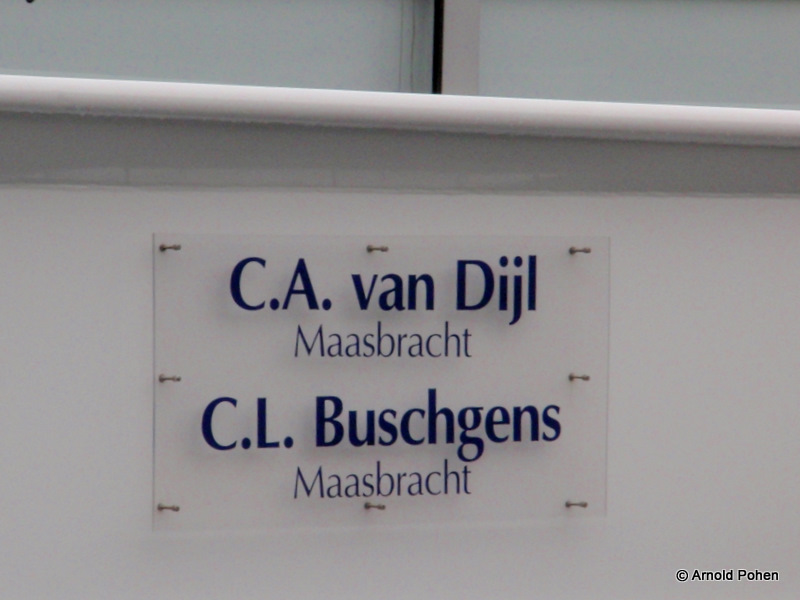 C.A. van Dijl
Maasbracht
C.L. Buschgens
Maasbracht
© Arnold Pohen